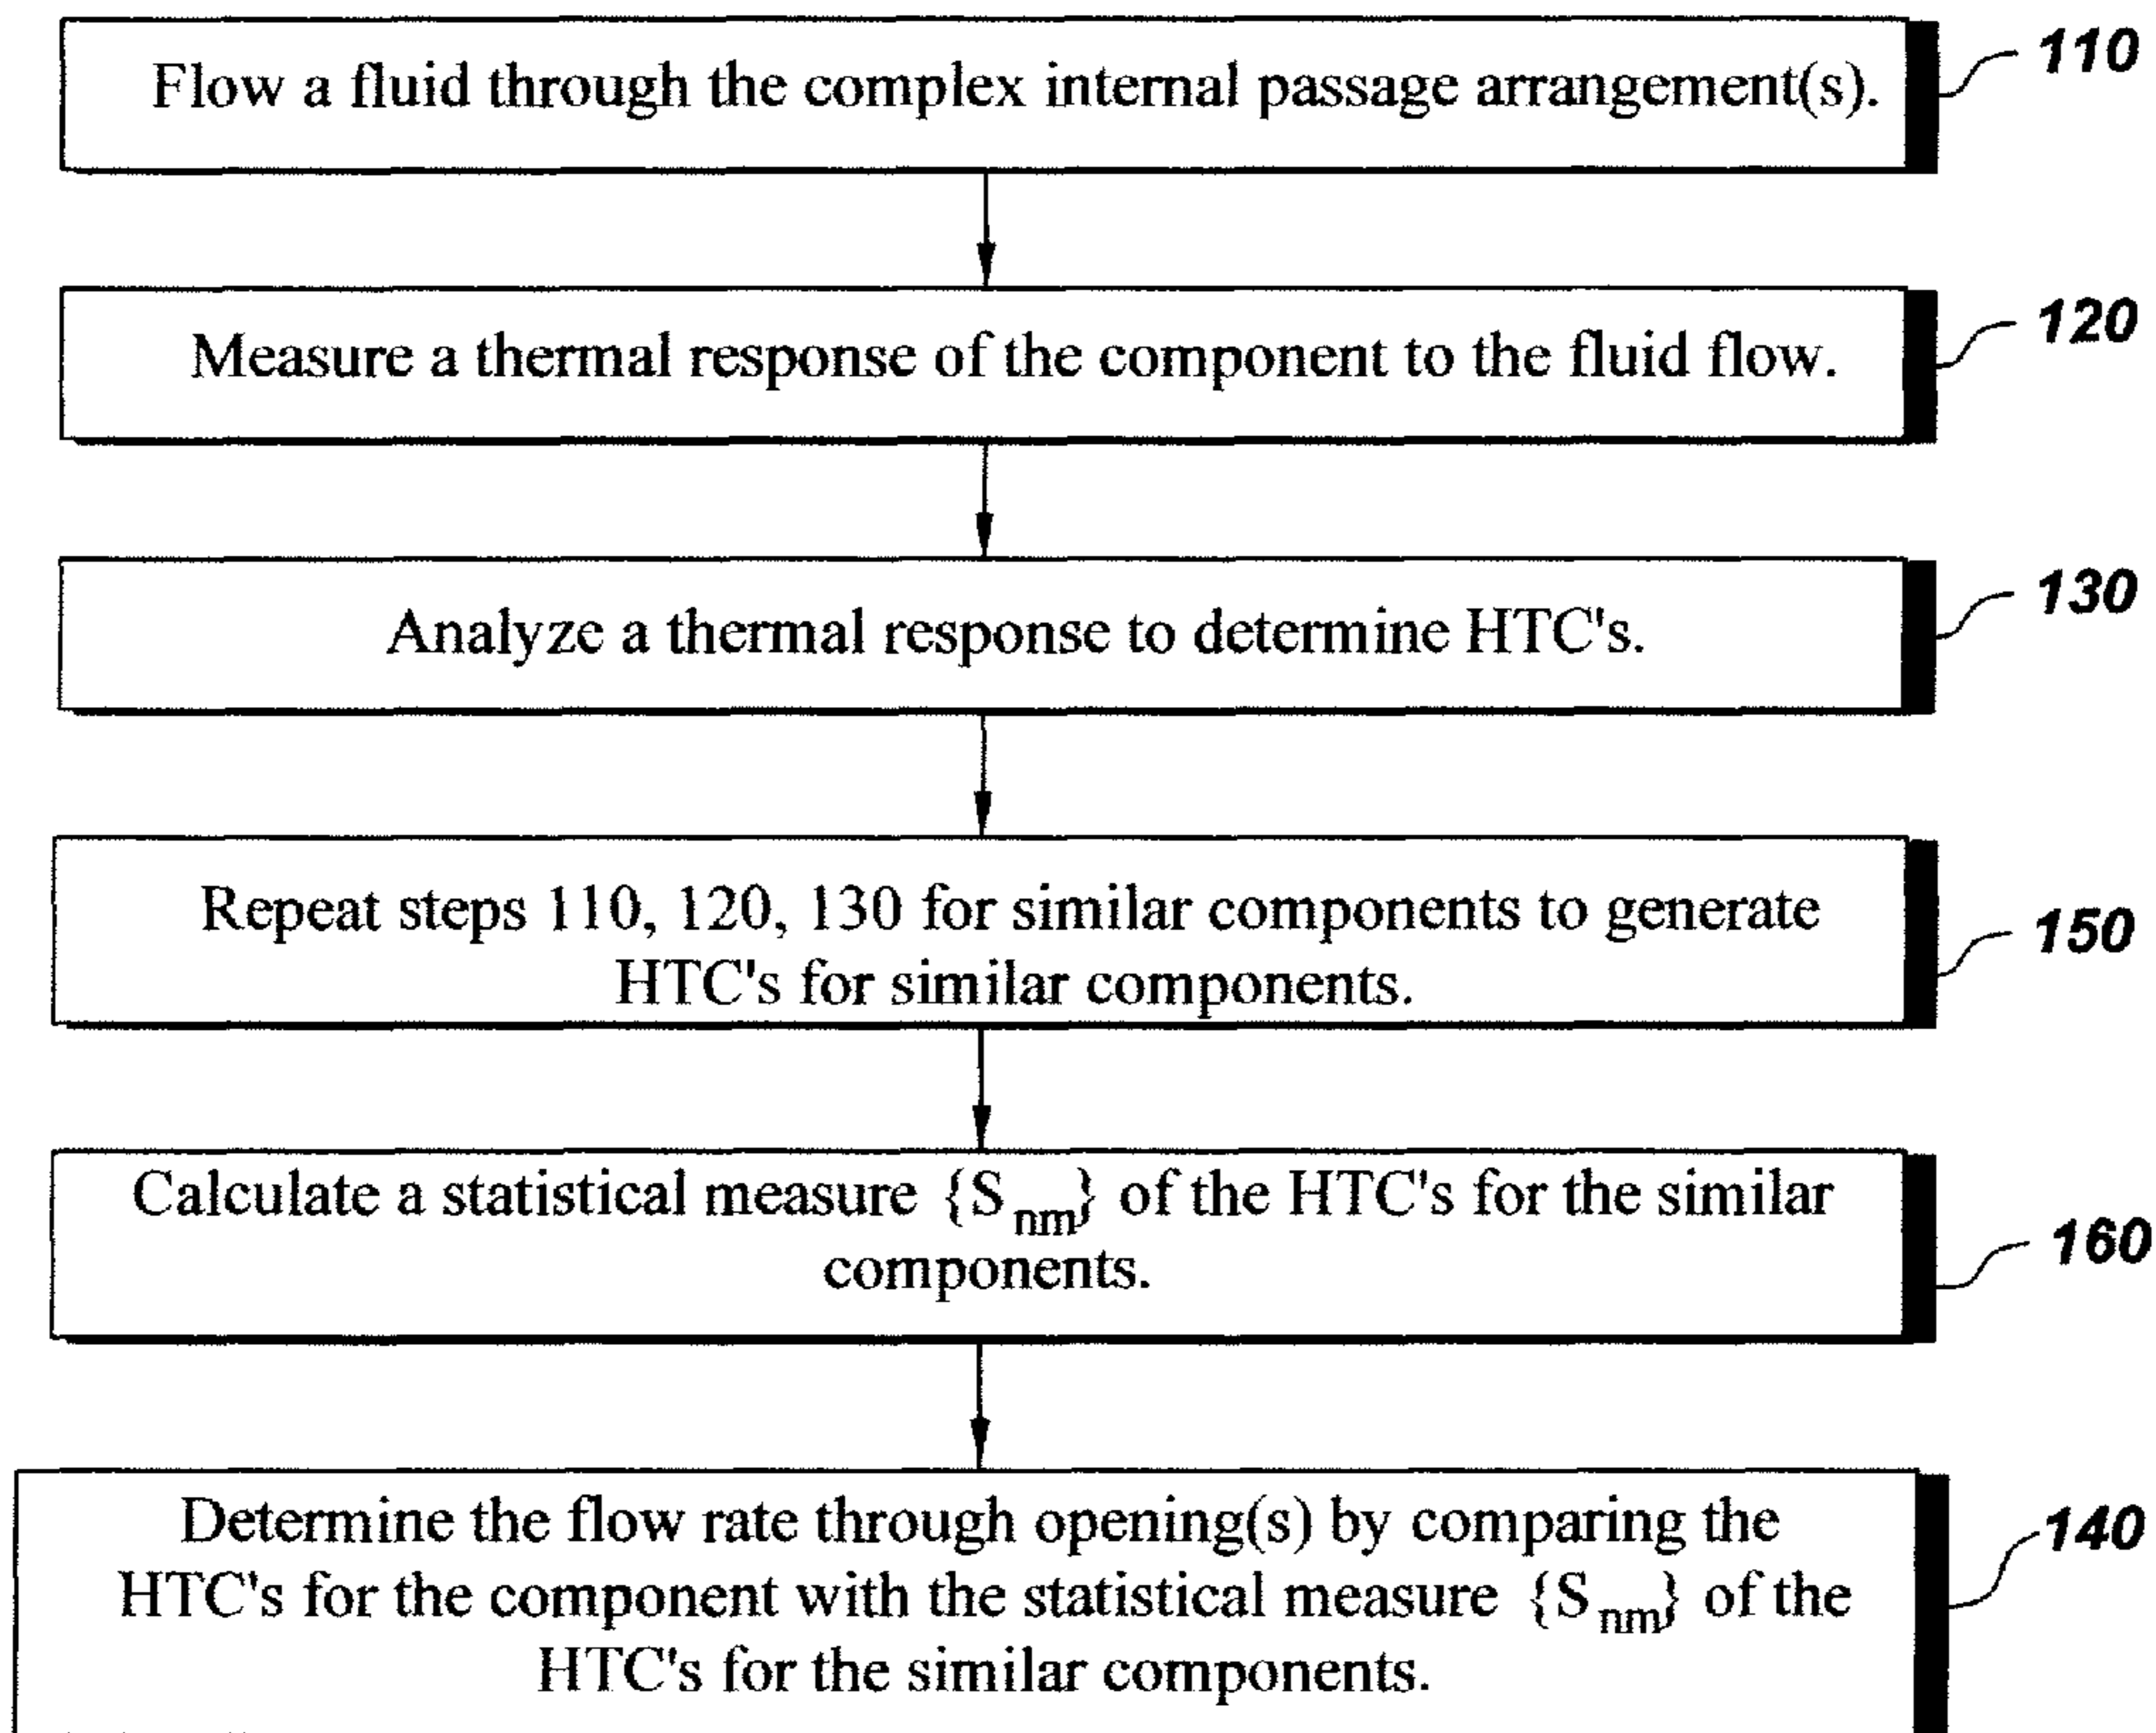 Flow a fluid through the complex internal passage arrangement(s).
110
Measure a thermal response of the component to the fluid flow.
120
Analyze a thermal response to determine HTC's.
130
Repeat steps 110, 120, 130 for similar components to generate
HTC's for similar components.
150
Calculate a statistical measure {S_nm} of the HTC's for the similar
components.
160
Determine the flow rate through opening(s) by comparing the
HTC's for the component with the statistical measure {S_nm} of the
HTC's for the similar components.
140